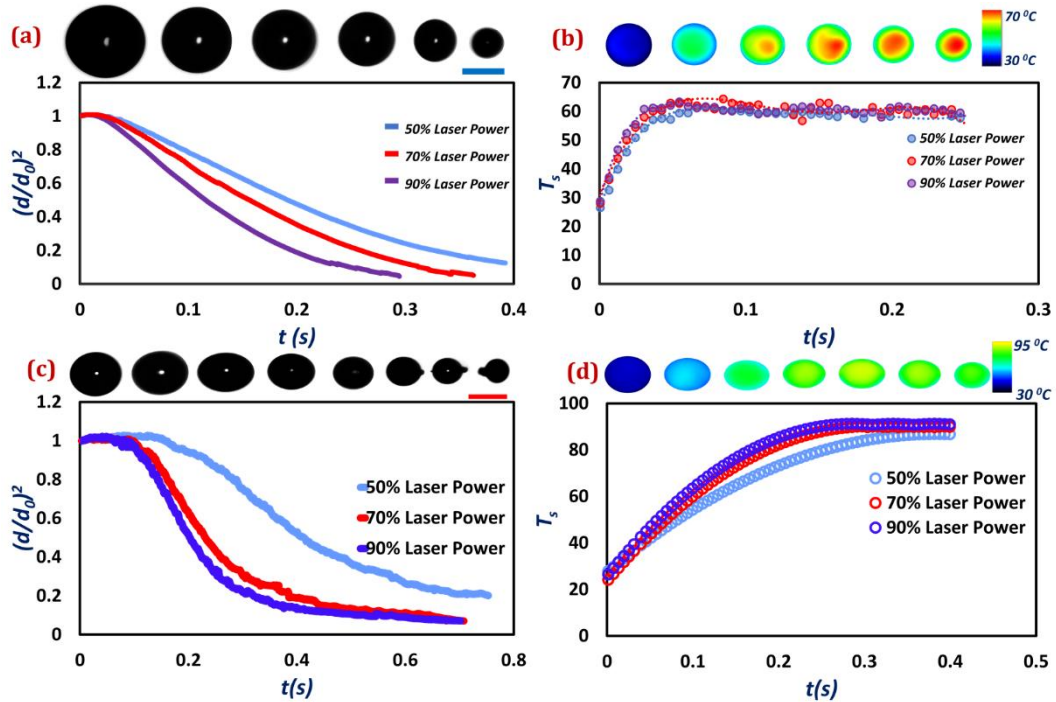 (a)
1.2
1
0.8
0.6
0.4
0.2
0
(d/d₀)²
50% Laser Power
70% Laser Power
90% Laser Power
0 0.1 0.2 0.3 0.4
t (s)
(b)
70 ⁰C
30 ⁰C
70
60
50
40
30
20
10
0
Tₛ
50% Laser Power
70% Laser Power
90% Laser Power
0 0.1 0.2 0.3
t (s)
(c)
1.2
1
0.8
0.6
0.4
0.2
0
(d/d₀)²
50% Laser Power
70% Laser Power
90% Laser Power
0 0.2 0.4 0.6 0.8
t(s)
(d)
95 ⁰C
30 ⁰C
100
80
60
40
20
0
Tₛ
50% Laser Power
70% Laser Power
90% Laser Power
0 0.1 0.2 0.3 0.4 0.5
t(s)